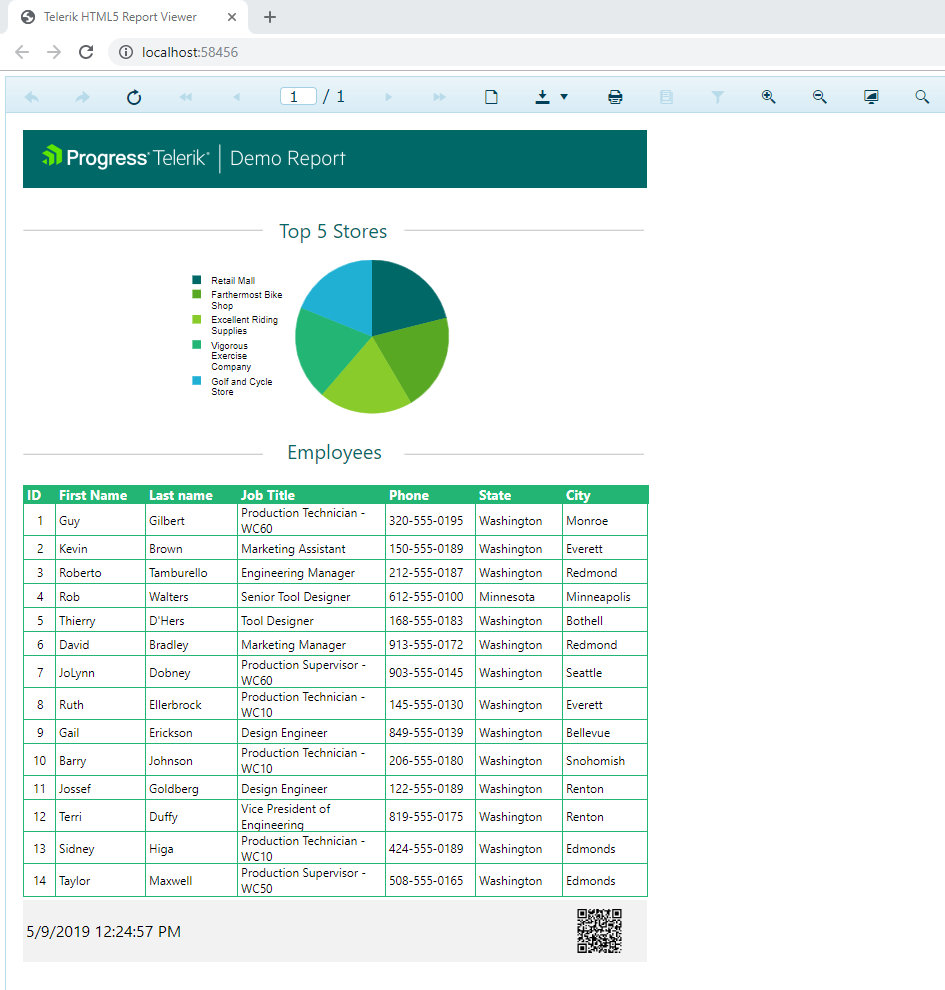 Telerik HTML5 Report Viewer
localhost:58456
1 / 1
Progress Telerik | Demo Report
Top 5 Stores
Retail Mall
Farthermost Bike
Shop
Excellent Riding
Supplies
Vigorous
Exercise
Company
Golf and Cycle
Store
Employees
ID First Name Last name Job Title Phone State City
1 Guy Gilbert Production Technician - WC60 320-555-0195 Washington Monroe
2 Kevin Brown Marketing Assistant 150-555-0189 Washington Everett
3 Roberto Tamburello Engineering Manager 212-555-0187 Washington Redmond
4 Rob Walters Senior Tool Designer 612-555-0100 Minnesota Minneapolis
5 Thierry D'Hers Tool Designer 168-555-0183 Washington Bothell
6 David Bradley Marketing Manager 913-555-0172 Washington Redmond
7 JoLynn Dobney Production Supervisor - WC60 903-555-0145 Washington Seattle
8 Ruth Ellerbrock Production Technician - WC10 145-555-0130 Washington Everett
9 Gail Erickson Design Engineer 849-555-0139 Washington Bellevue
10 Barry Johnson Production Technician - WC10 206-555-0180 Washington Snohomish
11 Jossef Goldberg Design Engineer 122-555-0189 Washington Renton
12 Terri Duffy Vice President of Engineering 819-555-0175 Washington Renton
13 Sidney Higa Production Technician - WC10 424-555-0189 Washington Edmonds
14 Taylor Maxwell Production Supervisor - WC50 508-555-0165 Washington Edmonds
5/9/2019 12:24:57 PM